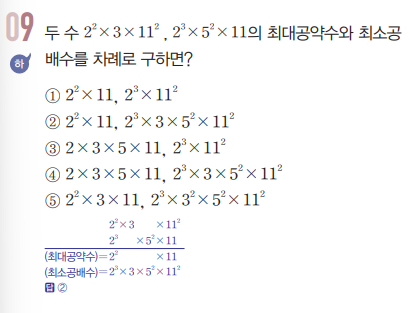 09 두 수 2²×3×11², 2³×5²×11의 최대공약수와 최소공
하 배수를 차례로 구하면?
① 2²×11, 2³×11²
② 2²×11, 2³×3×5²×11²
③ 2×3×5×11, 2³×11²
④ 2×3×5×11, 2³×3×5²×11²
⑤ 2²×3×11, 2³×3²×5²×11²
2²×3 ×11²
2³ ×5²×11
(최대공약수)=2² ×11
(최소공배수)=2³×3×5²×11²
답 ②